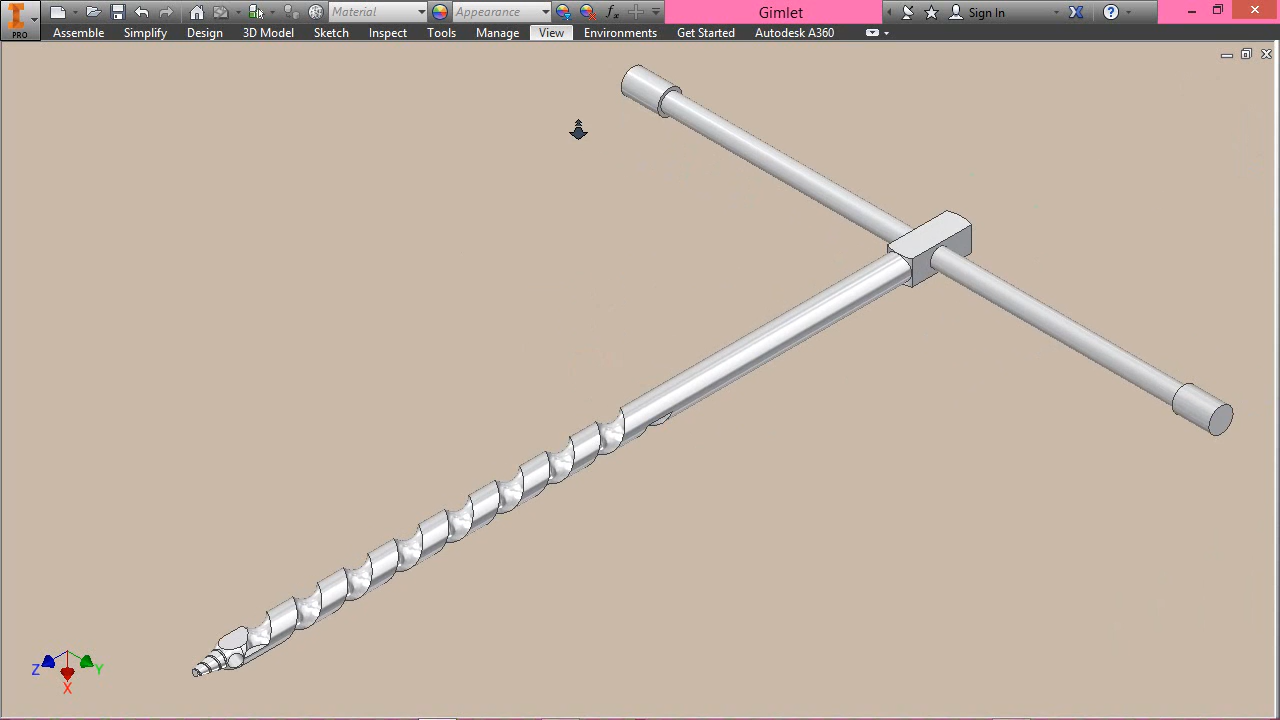 Material Appearance Gimlet Sign In
PRO Assemble Simplify Design 3D Model Sketch Inspect Tools Manage View Environments Get Started Autodesk A360
Z Y
X